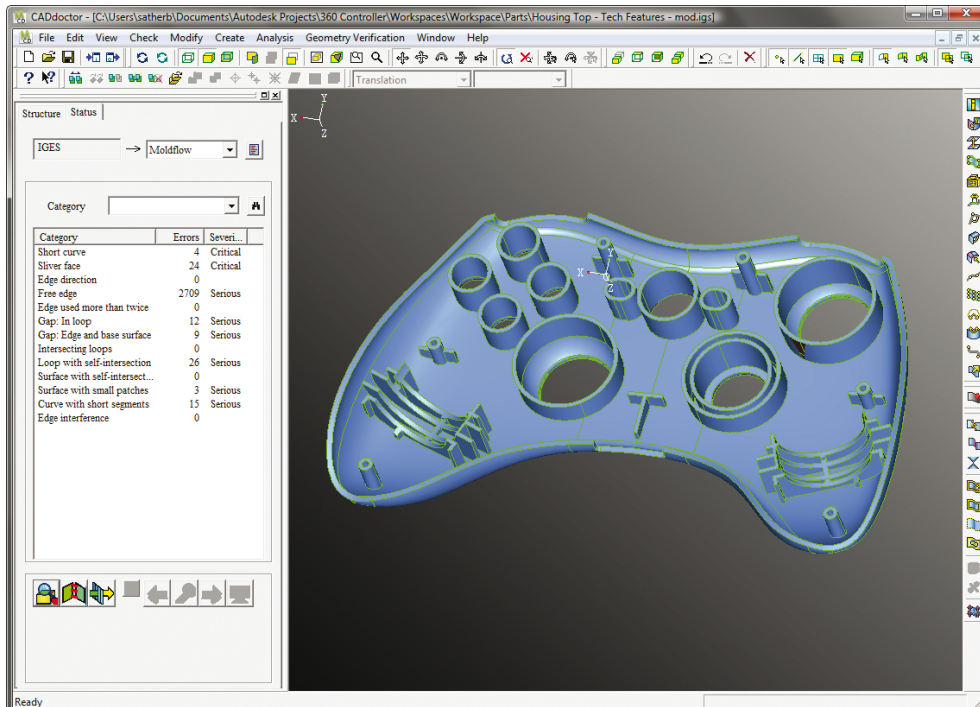 CADdoctor - [C:\Users\satherb\Documents\Autodesk Projects\360 Controller\Workspaces\Workspace\Parts\Housing Top - Tech Features - mod.igs]
File Edit View Check Modify Create Analysis Geometry Verification Window Help
Translation
Structure Status
IGES Moldflow
Category
Category Errors Severi...
Short curve 4 Critical
Sliver face 24 Critical
Edge direction 0
Free edge 2709 Serious
Edge used more than twice 0
Gap: In loop 12 Serious
Gap: Edge and base surface 9 Serious
Intersecting loops 0
Loop with self-intersection 26 Serious
Surface with self-intersect... 0
Surface with small patches 3 Serious
Curve with short segments 15 Serious
Edge interference 0
Y
X
Z
Y
X
Z
Ready